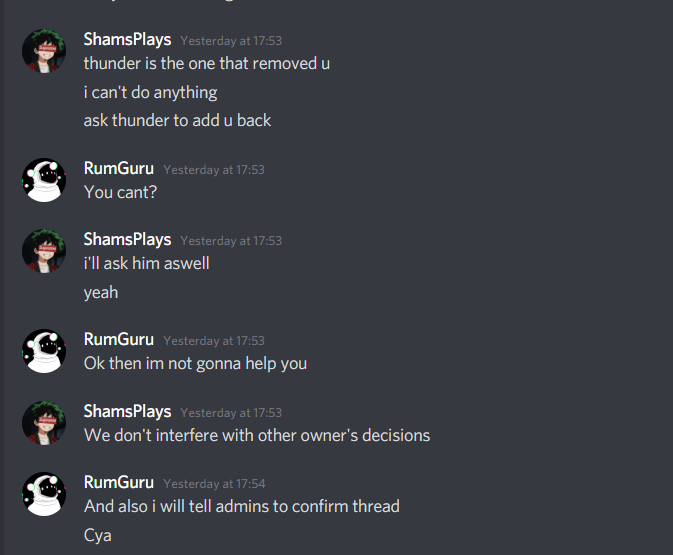 ShamsPlays Yesterday at 17:53
thunder is the one that removed u
i can't do anything
ask thunder to add u back
RumGuru Yesterday at 17:53
You cant?
ShamsPlays Yesterday at 17:53
i'll ask him aswell
yeah
RumGuru Yesterday at 17:53
Ok then im not gonna help you
ShamsPlays Yesterday at 17:53
We don't interfere with other owner's decisions
RumGuru Yesterday at 17:54
And also i will tell admins to confirm thread
Cya